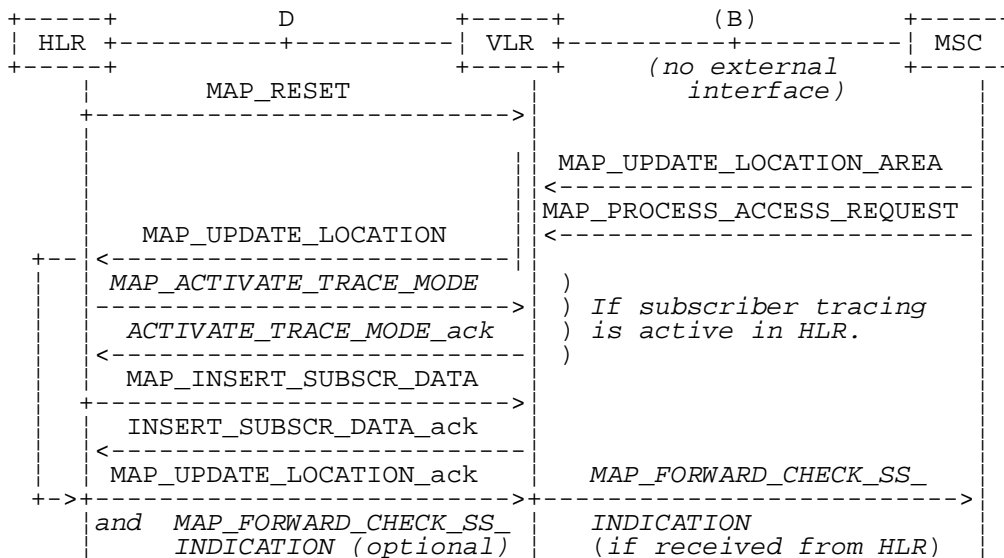 D (B)
HLR VLR MSC
(no external
MAP_RESET interface)
MAP_UPDATE_LOCATION_AREA
MAP_PROCESS_ACCESS_REQUEST
MAP_UPDATE_LOCATION
MAP_ACTIVATE_TRACE_MODE )
) If subscriber tracing
ACTIVATE_TRACE_MODE_ack ) is active in HLR.
)
MAP_INSERT_SUBSCR_DATA
INSERT_SUBSCR_DATA_ack
MAP_UPDATE_LOCATION_ack MAP_FORWARD_CHECK_SS_
and MAP_FORWARD_CHECK_SS_ INDICATION
INDICATION (optional) (if received from HLR)